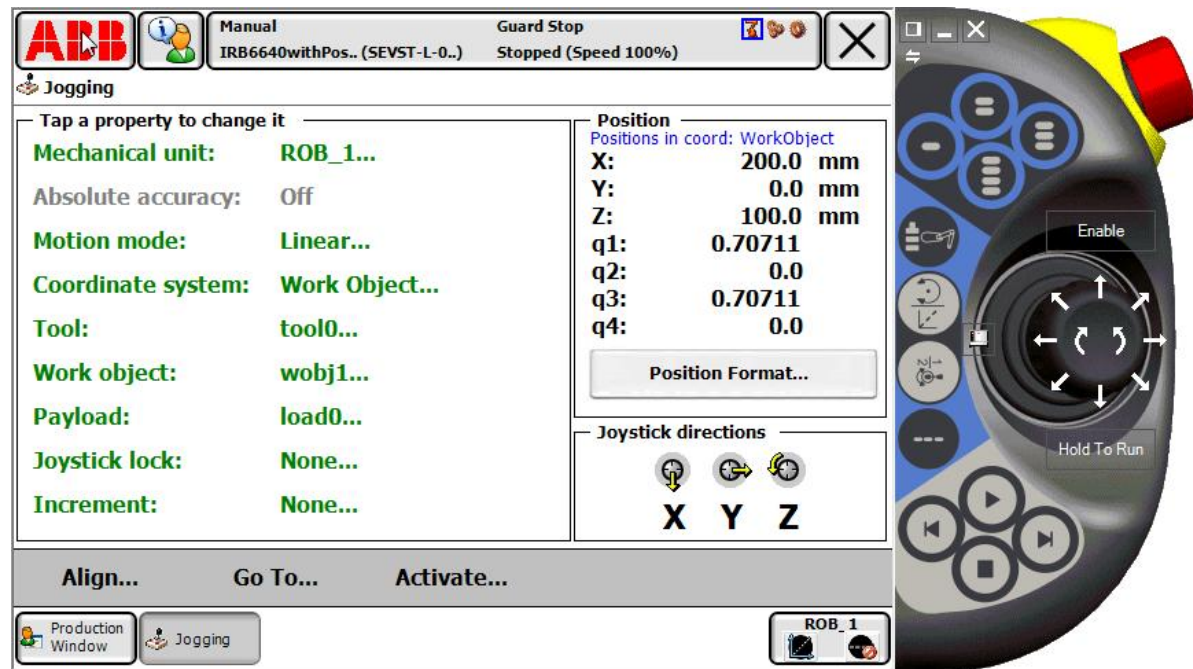 ABB
Manual
IRB6640withPos.. (SEVST-L-0..)
Guard Stop
Stopped (Speed 100%)
Jogging
Tap a property to change it
Mechanical unit: ROB_1...
Absolute accuracy: Off
Motion mode: Linear...
Coordinate system: Work Object...
Tool: tool0...
Work object: wobj1...
Payload: load0...
Joystick lock: None...
Increment: None...
Position
Positions in coord: WorkObject
X: 200.0 mm
Y: 0.0 mm
Z: 100.0 mm
q1: 0.70711
q2: 0.0
q3: 0.70711
q4: 0.0
Position Format...
Joystick directions
X Y Z
Align... Go To... Activate...
Production
Window
Jogging
ROB_1
Enable
Hold To Run